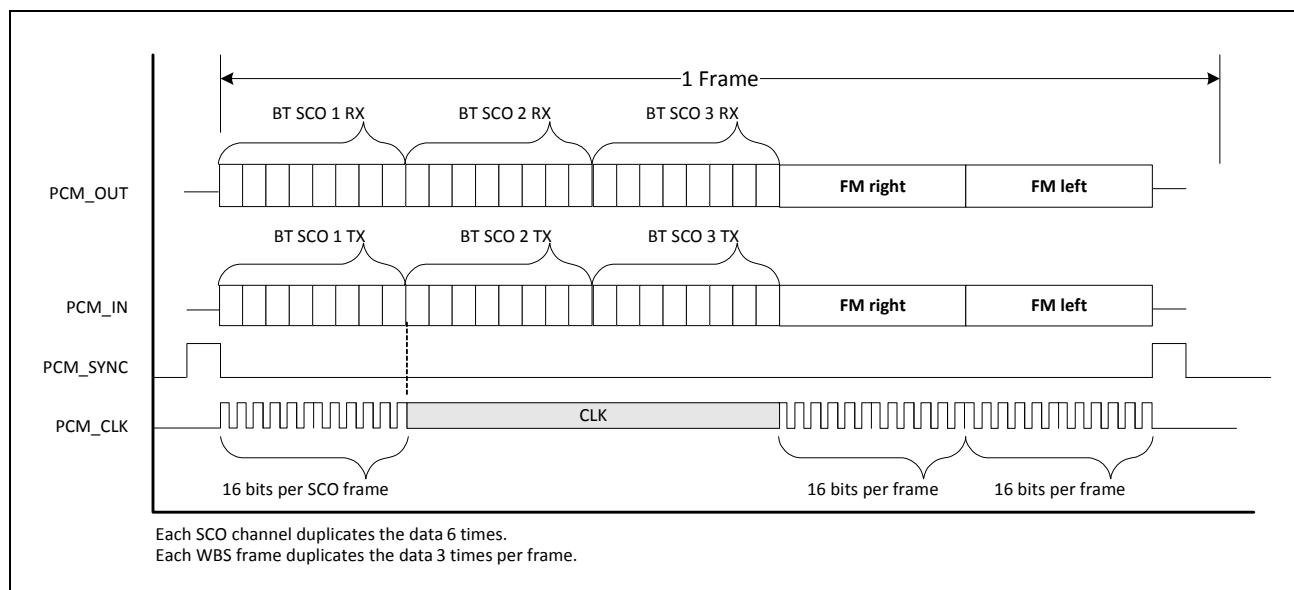 1 Frame
BT SCO 1 RX BT SCO 2 RX BT SCO 3 RX
PCM_OUT FM right FM left
BT SCO 1 TX BT SCO 2 TX BT SCO 3 TX
PCM_IN FM right FM left
PCM_SYNC
PCM_CLK CLK
16 bits per SCO frame 16 bits per frame 16 bits per frame
Each SCO channel duplicates the data 6 times.
Each WBS frame duplicates the data 3 times per frame.